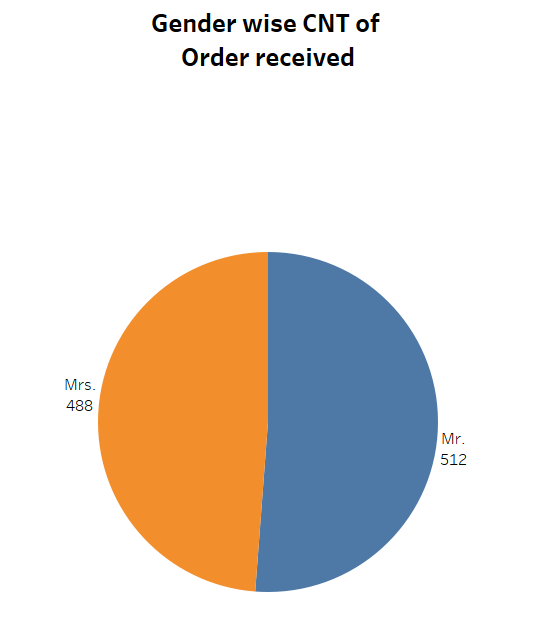 Gender wise CNT of
Order received
Mrs.
488
Mr.
512